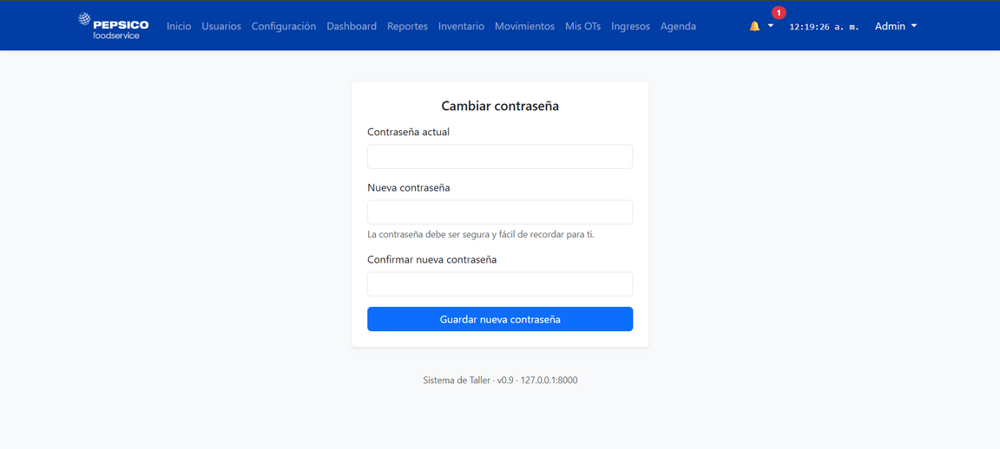 PEPSICO
foodservice
Inicio Usuarios Configuración Dashboard Reportes Inventario Movimientos Mis OTs Ingresos Agenda
1
12:19:26 a. m.
Admin
Cambiar contraseña
Contraseña actual
Nueva contraseña
La contraseña debe ser segura y fácil de recordar para ti.
Confirmar nueva contraseña
Guardar nueva contraseña
Sistema de Taller · v0.9 · 127.0.0.1:8000